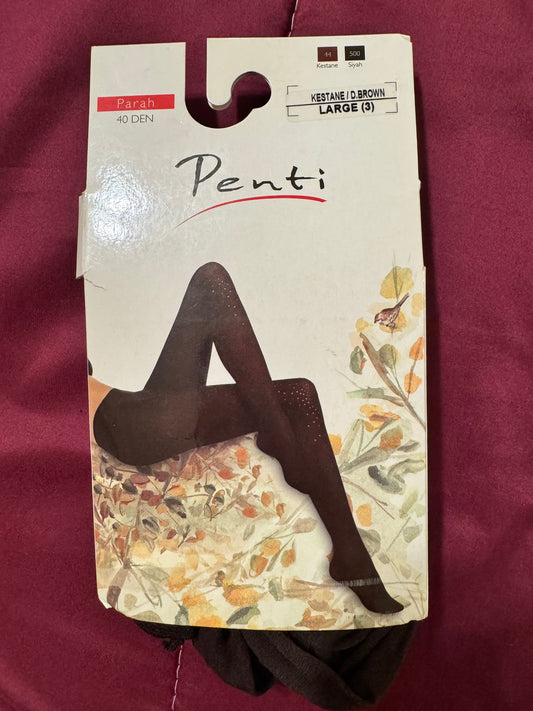 Parah
40 DEN
44 500
Kestane Siyah
KESTANE / D.BROWN
LARGE (3)
Penti